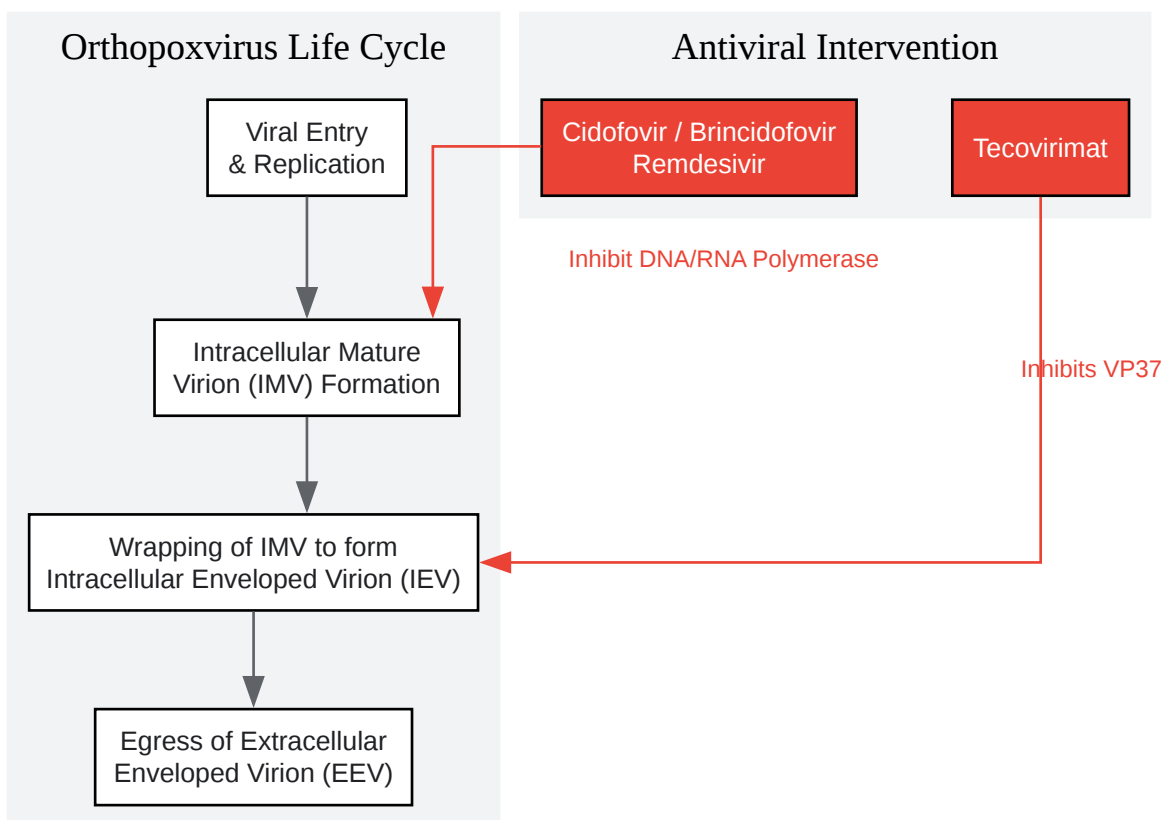 Orthopoxvirus Life Cycle
Antiviral Intervention
Viral Entry
& Replication
Cidofovir / Brincidofovir
Remdesivir
Tecovirimat
Inhibit DNA/RNA Polymerase
Intracellular Mature
Virion (IMV) Formation
Inhibits VP37
Wrapping of IMV to form
Intracellular Enveloped Virion (IEV)
Egress of Extracellular
Enveloped Virion (EEV)